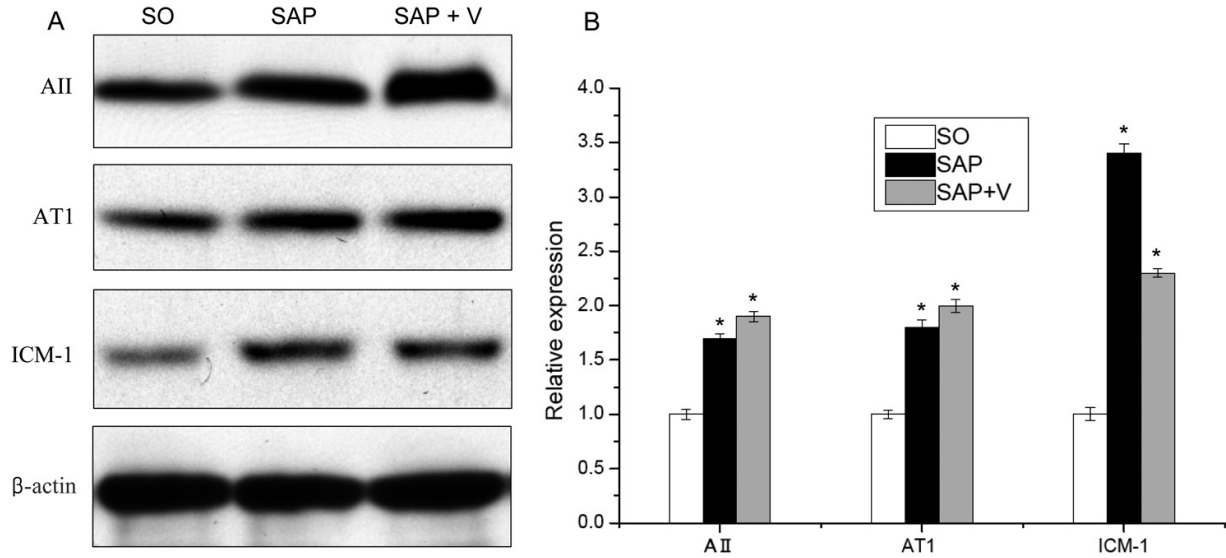 A
SO SAP SAP + V
AII
AT1
ICM-1
β-actin
B
Relative expression
4.0
3.5
3.0
2.5
2.0
1.5
1.0
0.5
0.0
SO
SAP
SAP+V
* *
* *
*
*
AⅡ AT1 ICM-1